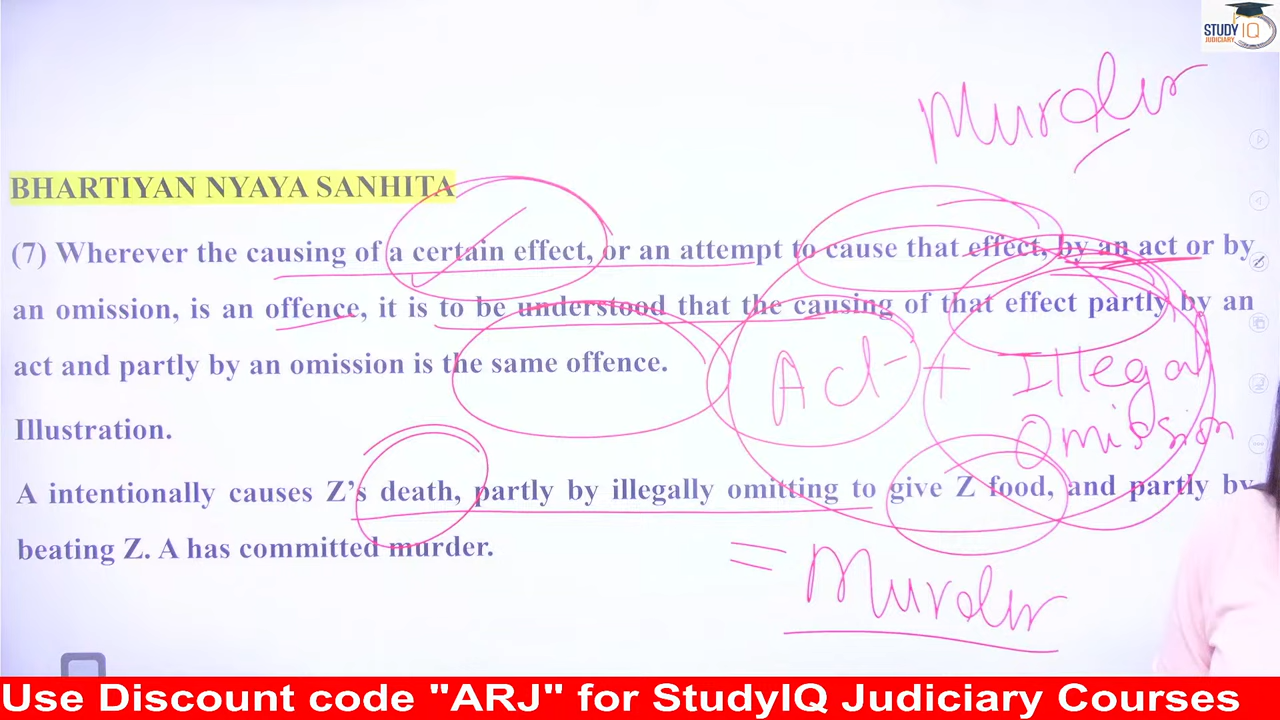 STUDY IQ
JUDICIARY
Murder
BHARTIYAN NYAYA SANHITA
(7) Wherever the causing of a certain effect, or an attempt to cause that effect, by an act or by
an omission, is an offence, it is to be understood that the causing of that effect partly by an
act and partly by an omission is the same offence.
Act + Illegal
Omission
Illustration.
A intentionally causes Z's death, partly by illegally omitting to give Z food, and partly by
beating Z. A has committed murder.
= Murder
Use Discount code "ARJ" for StudyIQ Judiciary Courses